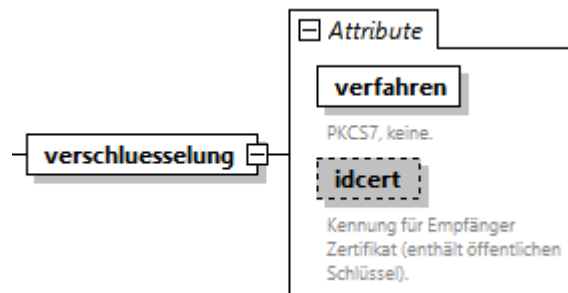 Attribute
verfahren
PKCS7, keine.
verschluesselung
idcert
Kennung für Empfänger
Zertifikat (enthält öffentlichen
Schlüssel).